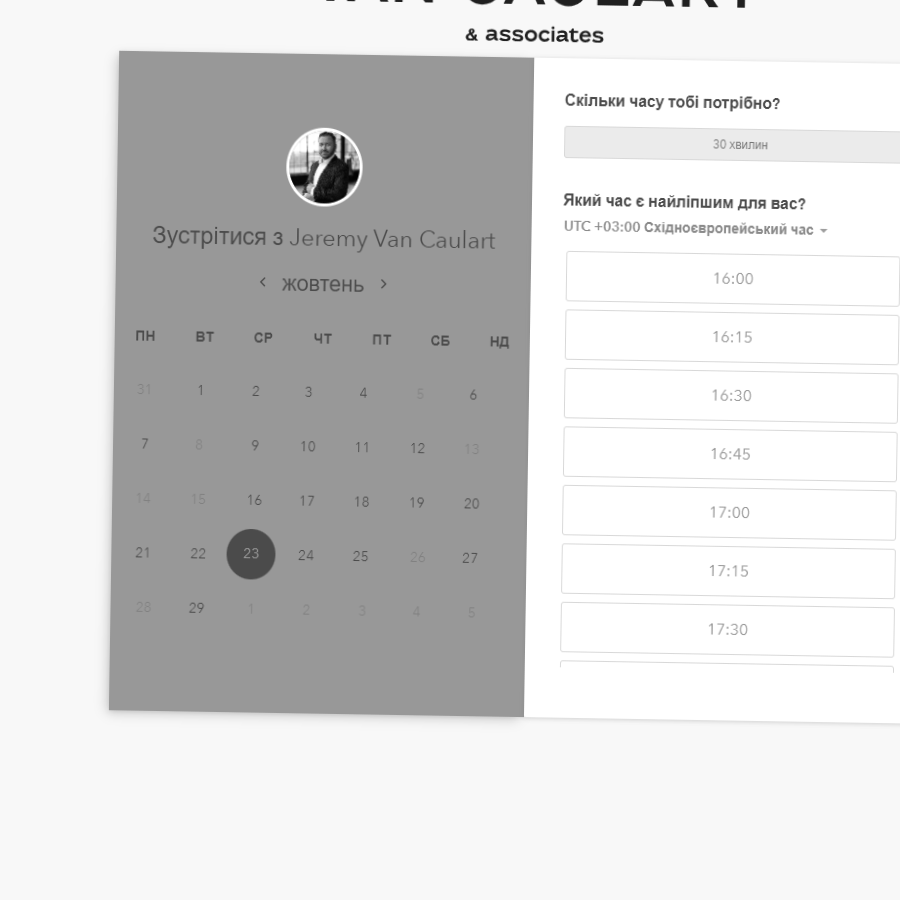 VAN CAULART
& associates
Зустрітися з Jeremy Van Caulart
жовтень
ПН ВТ СР ЧТ ПТ СБ НД
31 1 2 3 4 5 6
7 8 9 10 11 12 13
14 15 16 17 18 19 20
21 22 23 24 25 26 27
28 29 1 2 3 4 5
Скільки часу тобі потрібно?
30 хвилин
Який час є найліпшим для вас?
UTC +03:00 Східноєвропейський час
16:00
16:15
16:30
16:45
17:00
17:15
17:30